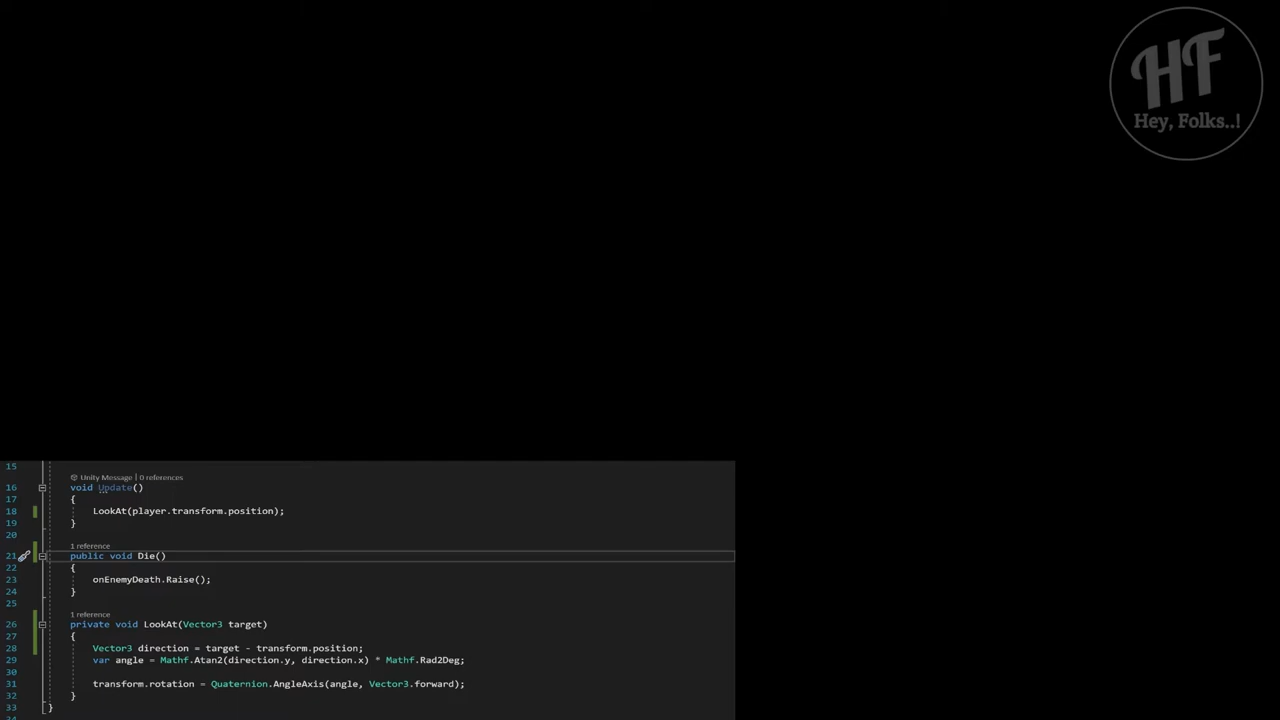 HF
Hey, Folks..!
15
Unity Message | 0 references
16 void Update()
17 {
18 LookAt(player.transform.position);
19 }
20
1 reference
21 public void Die()
22 {
23 onEnemyDeath.Raise();
24 }
25
1 reference
26 private void LookAt(Vector3 target)
27 {
28 Vector3 direction = target - transform.position;
29 var angle = Mathf.Atan2(direction.y, direction.x) * Mathf.Rad2Deg;
30
31 transform.rotation = Quaternion.AngleAxis(angle, Vector3.forward);
32 }
33 }
34